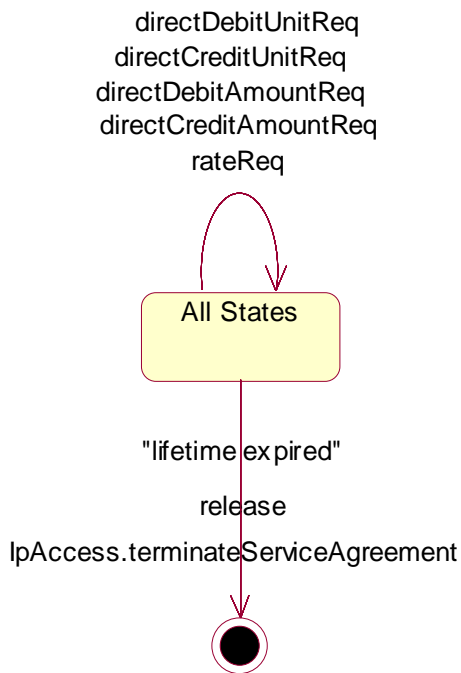 directDebitUnitReq
directCreditUnitReq
directDebitAmountReq
directCreditAmountReq
rateReq
All States
"lifetime expired"
release
IpAccess.terminateServiceAgreement